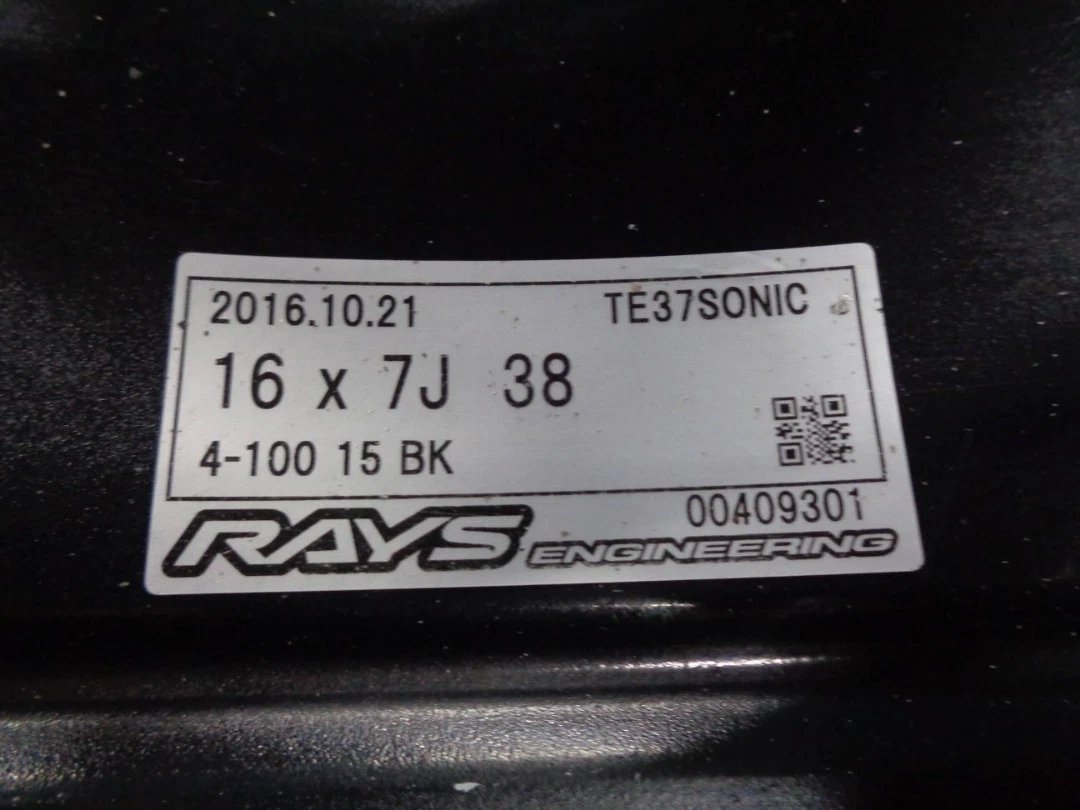 2016.10.21 TE37SONIC
16 x 7J 38
4-100 15 BK
00409301
RAYS ENGINEERING